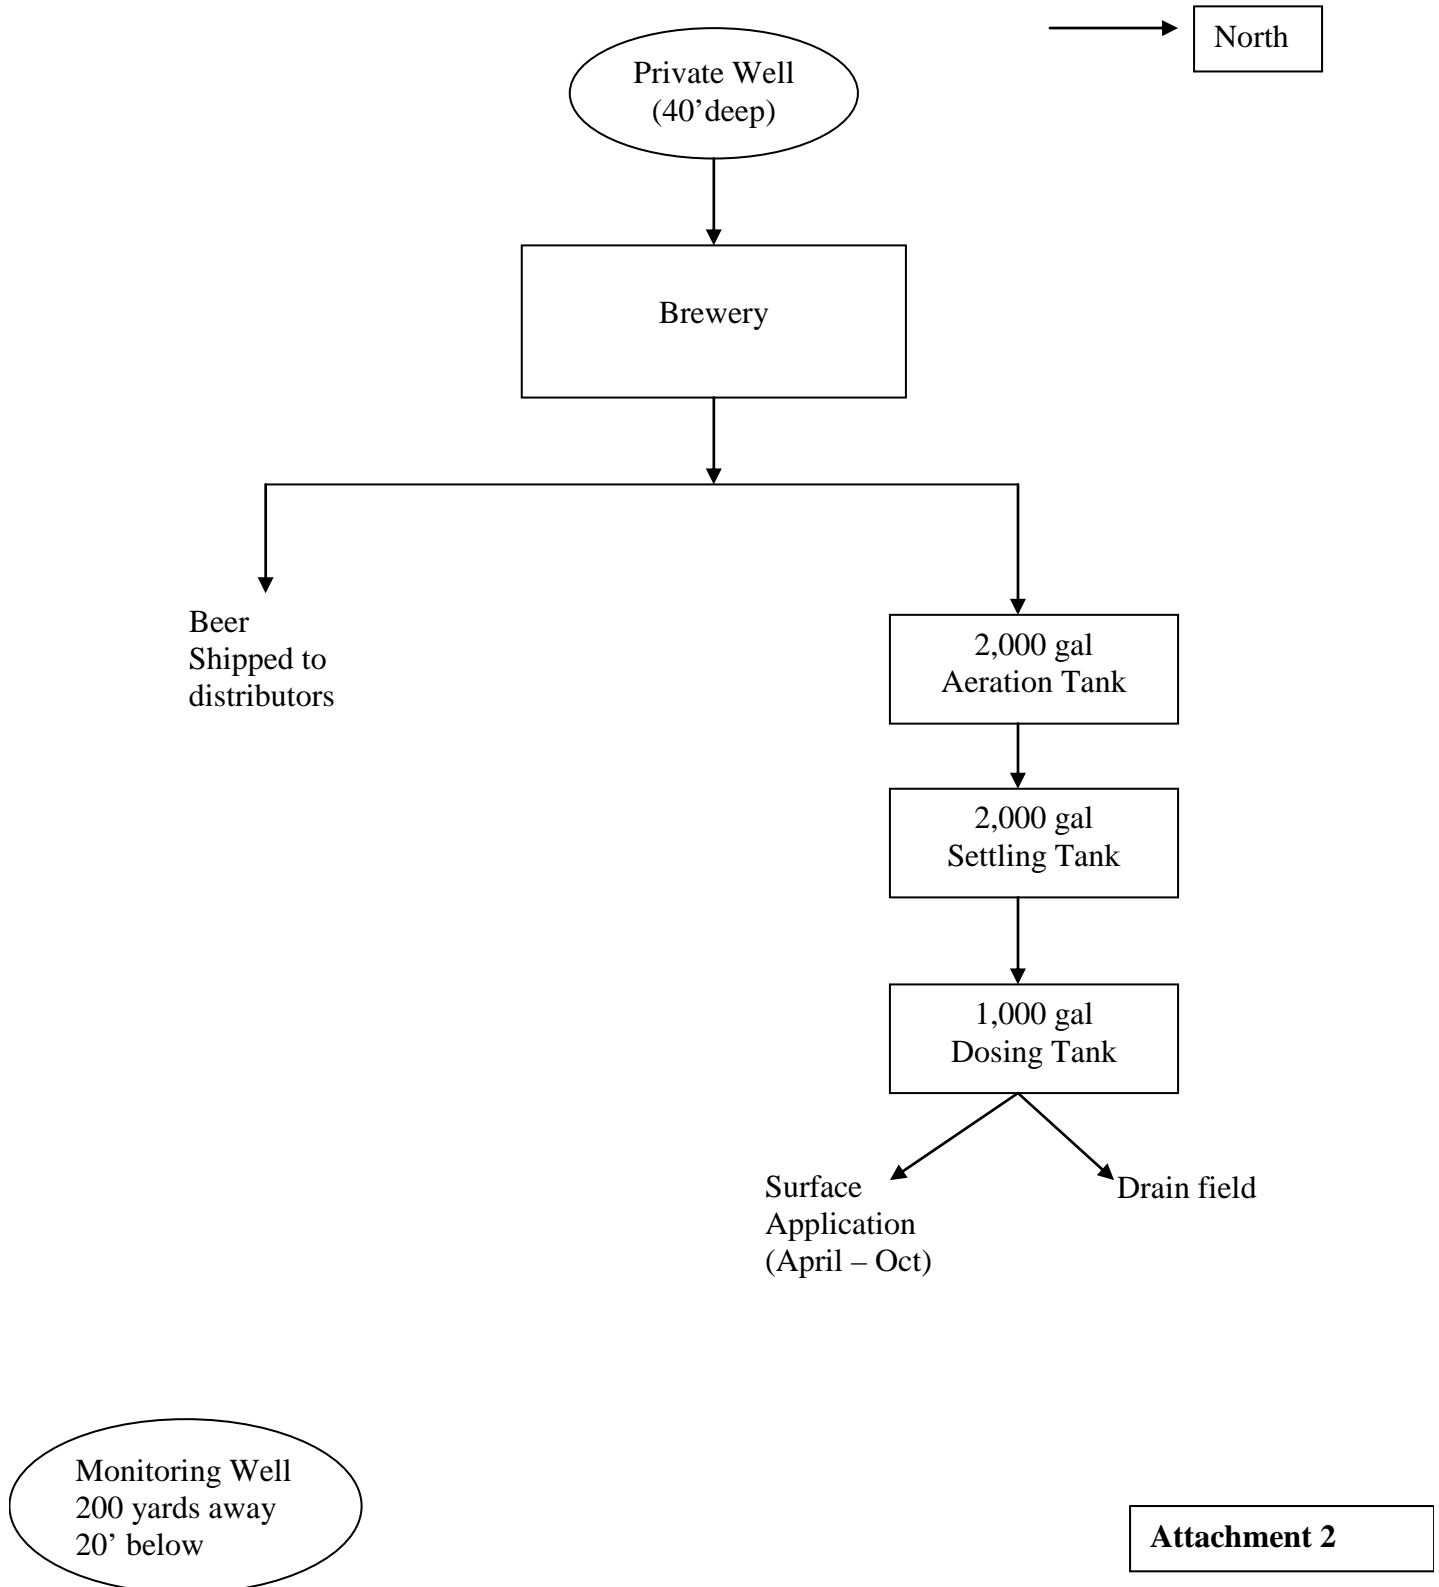 North
Private Well
(40’deep)
Brewery
Beer
Shipped to
distributors
2,000 gal
Aeration Tank
2,000 gal
Settling Tank
1,000 gal
Dosing Tank
Surface
Application
(April – Oct)
Drain field
Monitoring Well
200 yards away
20’ below
Attachment 2